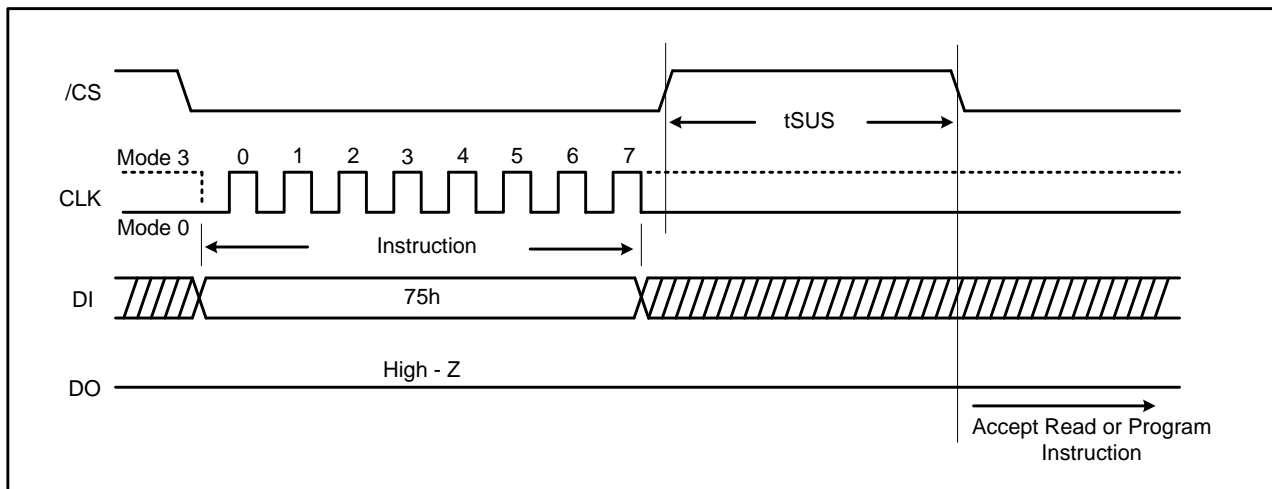 /CS
tSUS
Mode 3
0 1 2 3 4 5 6 7
CLK
Mode 0
Instruction
DI
75h
High - Z
DO
Accept Read or Program
Instruction